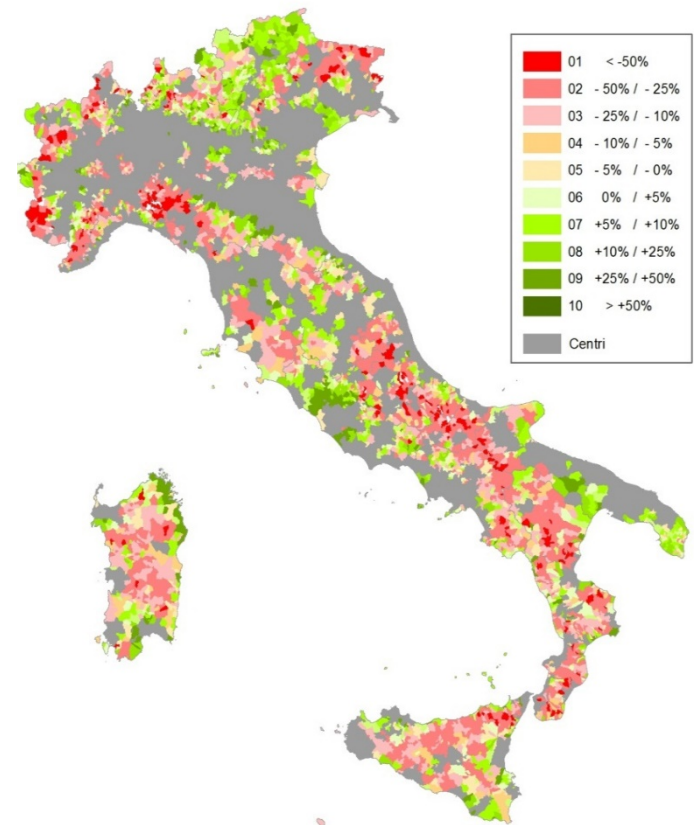 01 < -50%
02 - 50% / - 25%
03 - 25% / - 10%
04 - 10% / - 5%
05 - 5% / - 0%
06 0% / +5%
07 +5% / +10%
08 +10% / +25%
09 +25% / +50%
10 > +50%
Centri